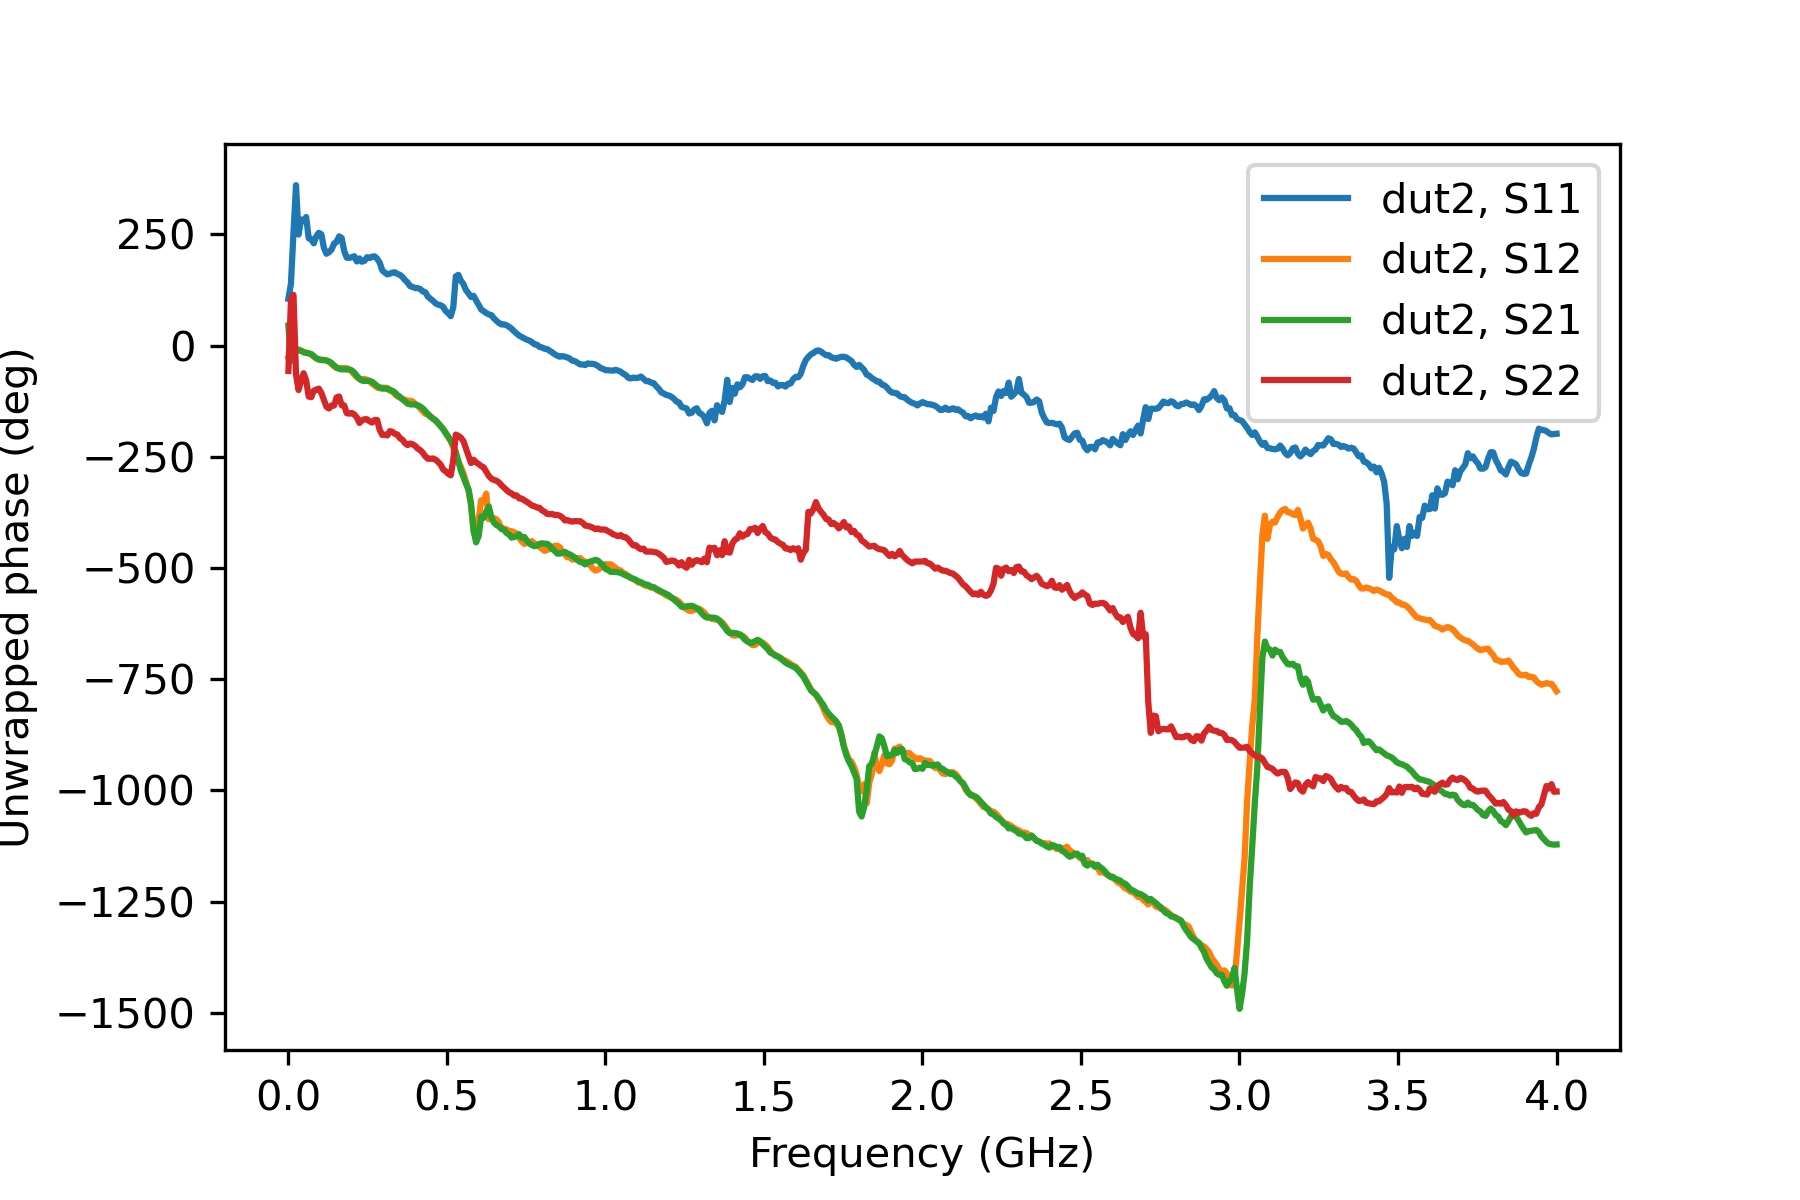 dut2, S11
dut2, S12
dut2, S21
dut2, S22
Unwrapped phase (deg)
250
0
−250
−500
−750
−1000
−1250
−1500
0.0 0.5 1.0 1.5 2.0 2.5 3.0 3.5 4.0
Frequency (GHz)